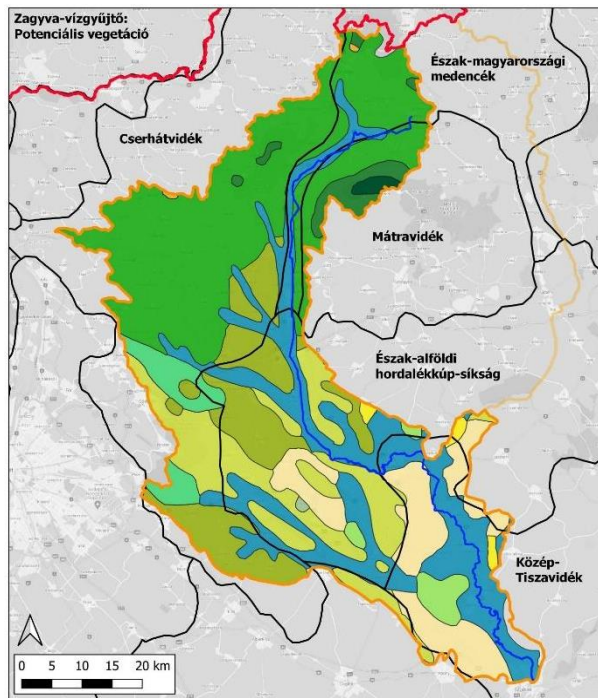 Zagyva-vízgyűjtő:
Potenciális vegetáció
Észak-magyarországi
medencék
Cserhátvidék
Mátravidék
Észak-alföldi
hordalékkúp-síkság
Közép-
Tiszavidék
0 5 10 15 20 km